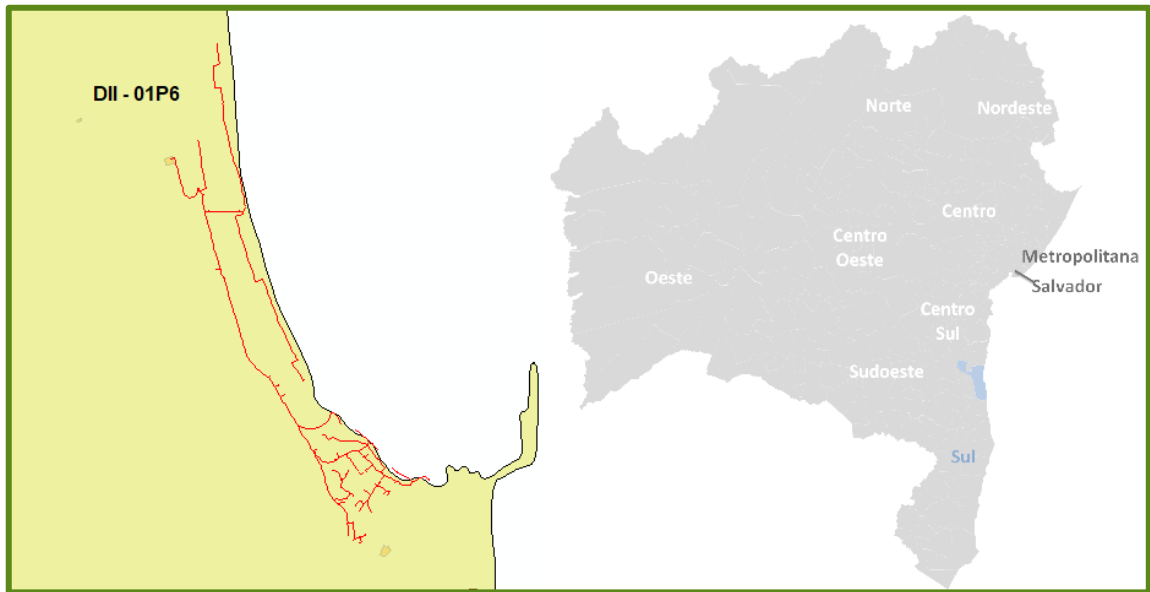 DII - 01P6
Norte
Nordeste
Centro
Centro
Oeste
Oeste
Metropolitana
Salvador
Centro
Sul
Sudoeste
Sul